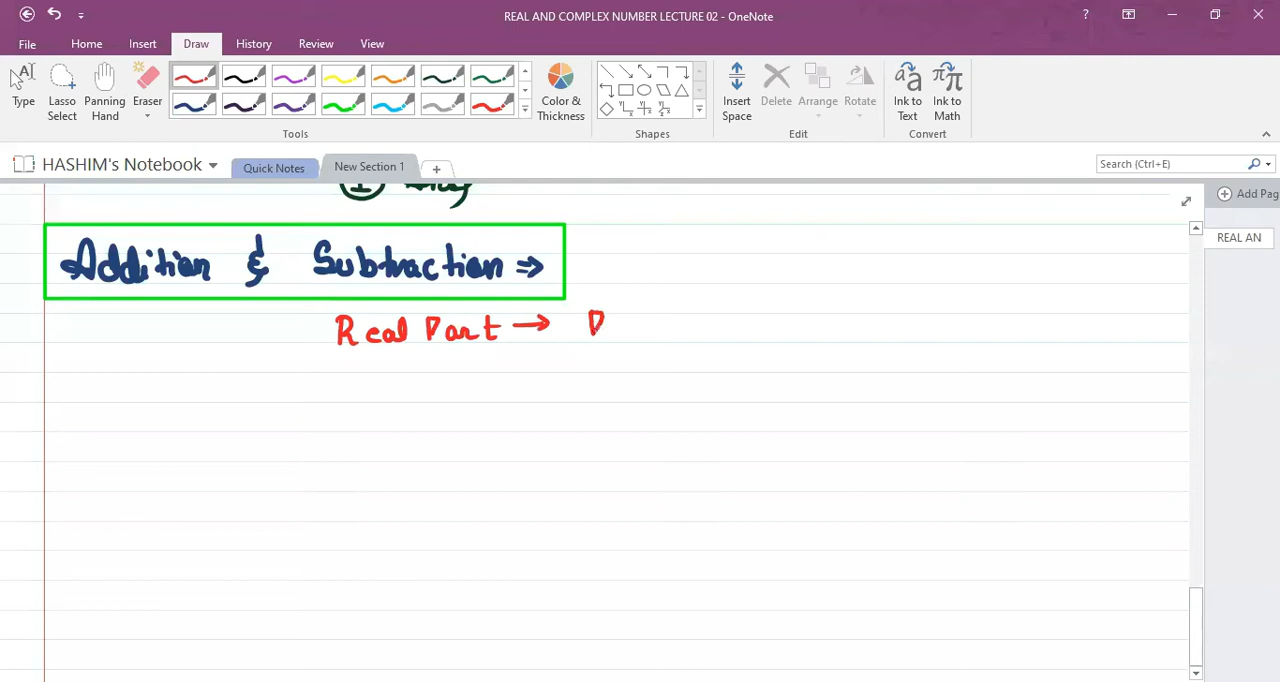 REAL AND COMPLEX NUMBER LECTURE 02 - OneNote
?
File Home Insert Draw History Review View
Type Lasso Select Panning Hand Eraser Color & Thickness Insert Space Delete Arrange Rotate Ink to Text Ink to Math
Tools Shapes Edit Convert
HASHIM's Notebook Quick Notes New Section 1 + Search (Ctrl+E)
Add Pag
REAL AN
Addition & Subtraction ⇒
Real Part →